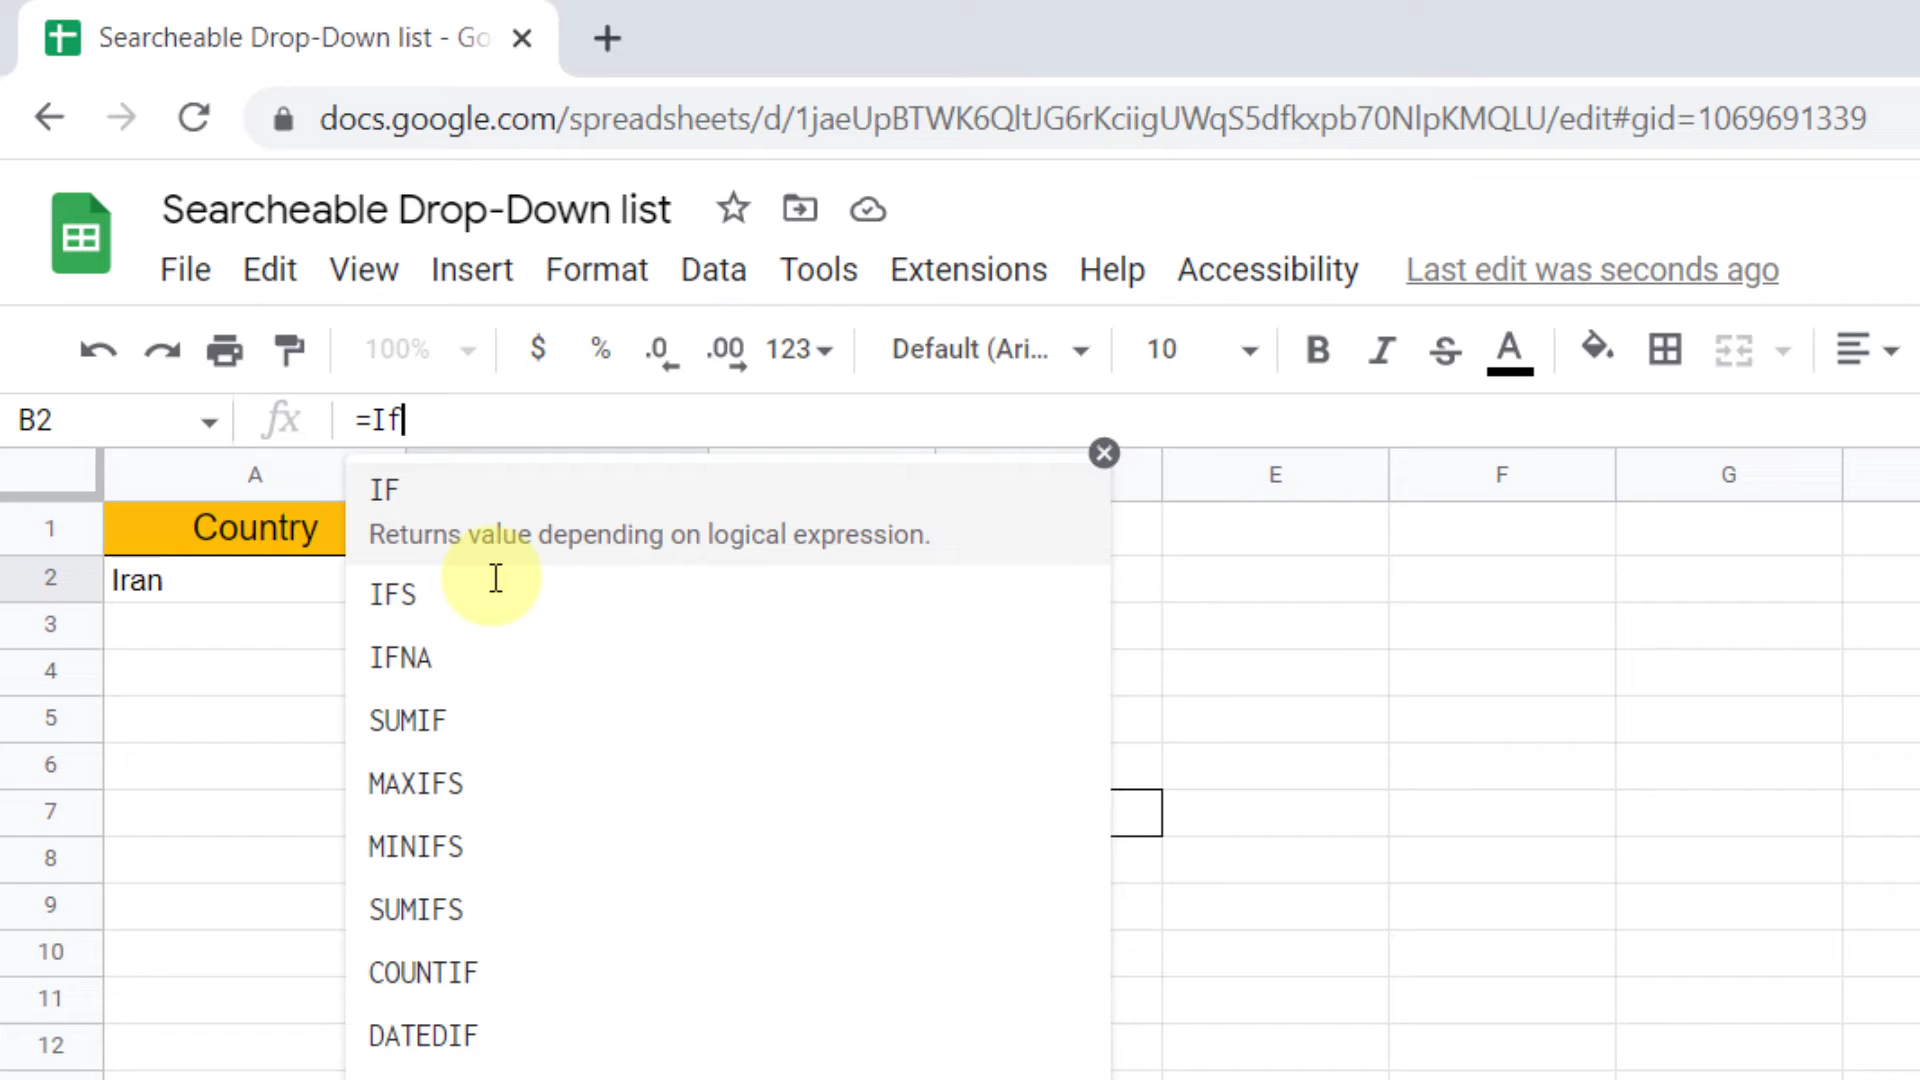 Searcheable Drop-Down list - Go
docs.google.com/spreadsheets/d/1jaeUpBTWK6QltJG6rKciigUWqS5dfkxpb70NlpKMQLU/edit#gid=1069691339
Searcheable Drop-Down list
File Edit View Insert Format Data Tools Extensions Help Accessibility Last edit was seconds ago
100% $ % .0 .00 123 Default (Ari... 10 B I S A
B2 fx =If
A E F G
1 Country
IF
Returns value depending on logical expression.
2 Iran
IFS
3
IFNA
4
SUMIF
5
MAXIFS
6
7
MINIFS
8
SUMIFS
9
COUNTIF
10
11
DATEDIF
12